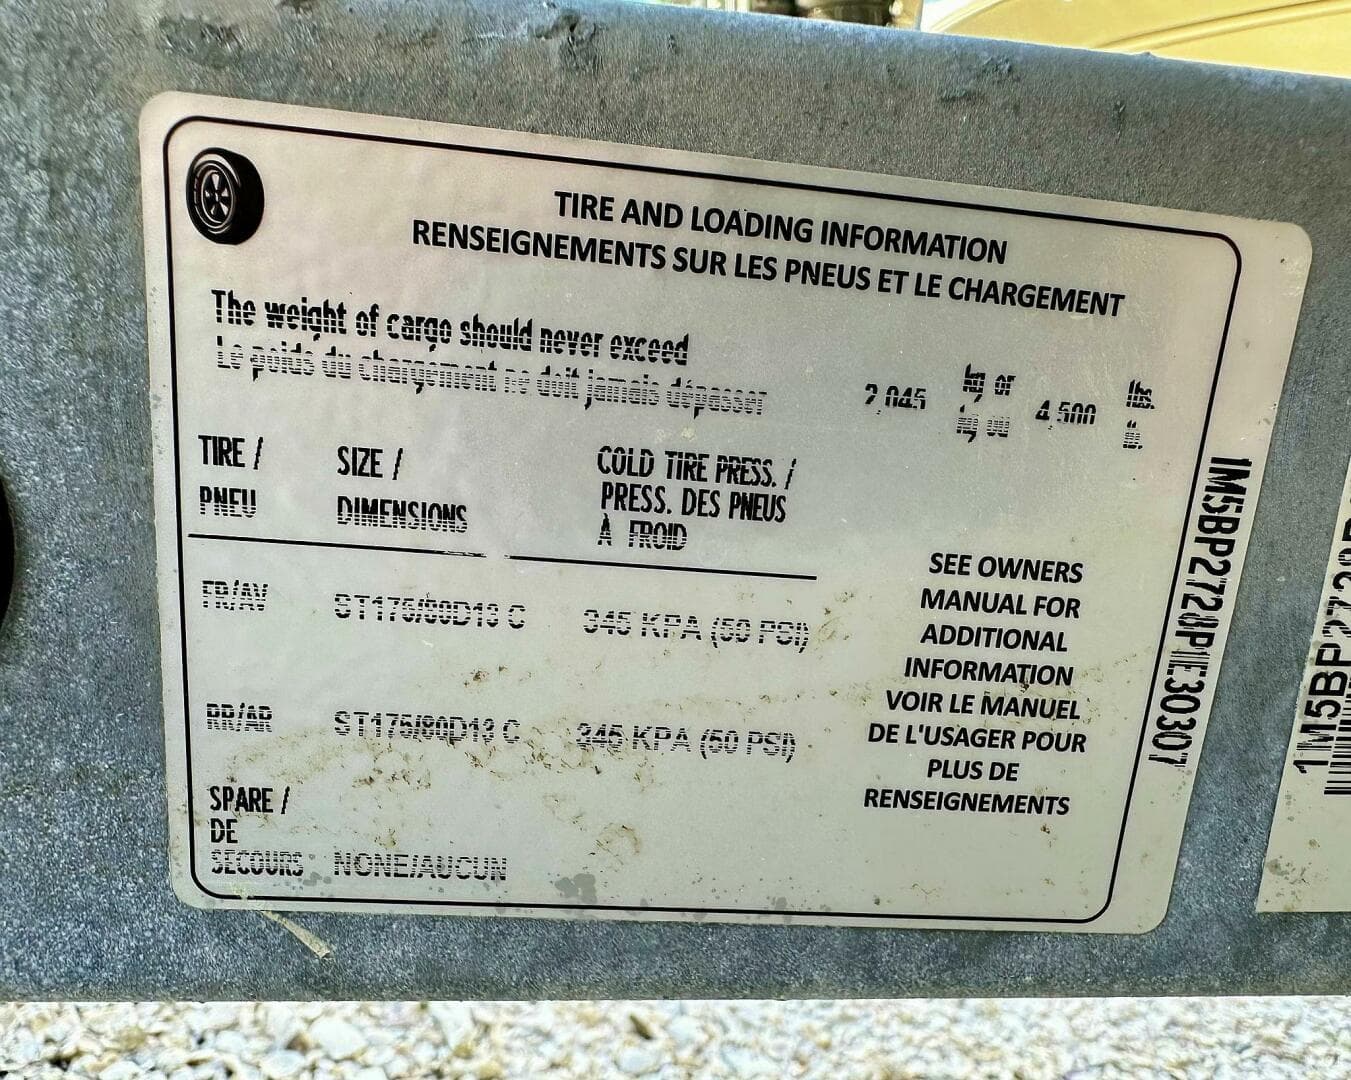 TIRE AND LOADING INFORMATION
RENSEIGNEMENTS SUR LES PNEUS ET LE CHARGEMENT
The weight of cargo should never exceed
Le poids du chargement ne doit jamais dépasser
2,045 kg or 4,500 lbs.
kg ou lb.
TIRE / SIZE / COLD TIRE PRESS. /
PNEU DIMENSIONS PRESS. DES PNEUS
À FROID
FR/AV ST175/80D13 C 345 KPA (50 PSI)
RR/AR ST175/80D13 C 345 KPA (50 PSI)
SPARE /
DE
SECOURS NONE/AUCUN
SEE OWNERS
MANUAL FOR
ADDITIONAL
INFORMATION
VOIR LE MANUEL
DE L'USAGER POUR
PLUS DE
RENSEIGNEMENTS
1M5BP2728P1E30307